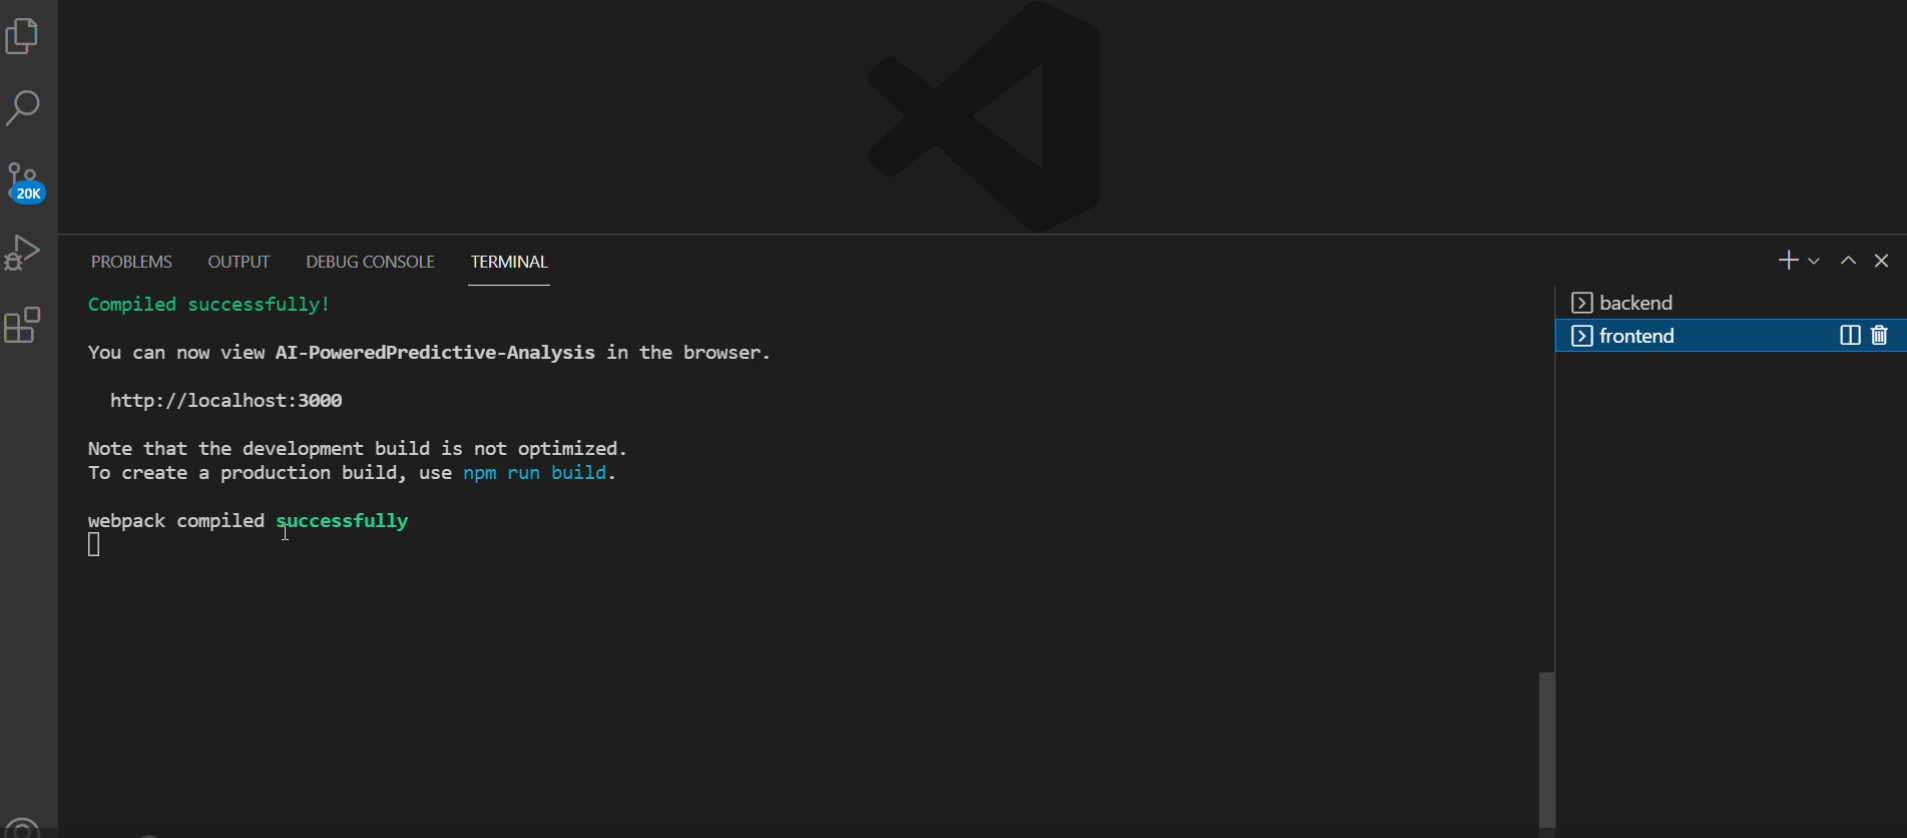 20K
PROBLEMS OUTPUT DEBUG CONSOLE TERMINAL
Compiled successfully!
You can now view AI-PoweredPredictive-Analysis in the browser.
http://localhost:3000
Note that the development build is not optimized.
To create a production build, use npm run build.
webpack compiled successfully
backend
frontend